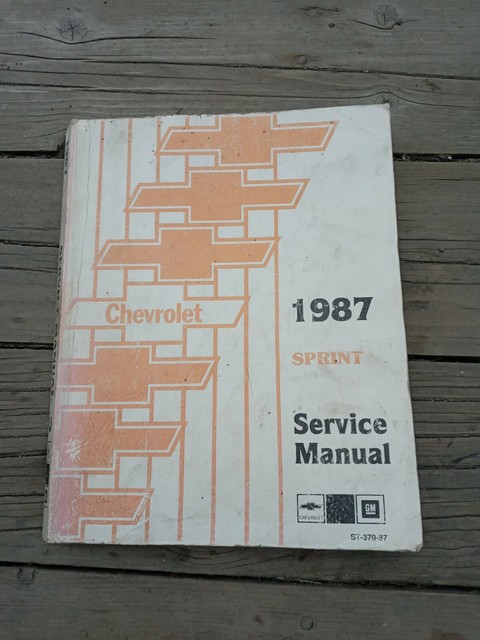 Chevrolet
1987
SPRINT
Service
Manual
CHEVROLET
GM
ST-370-87